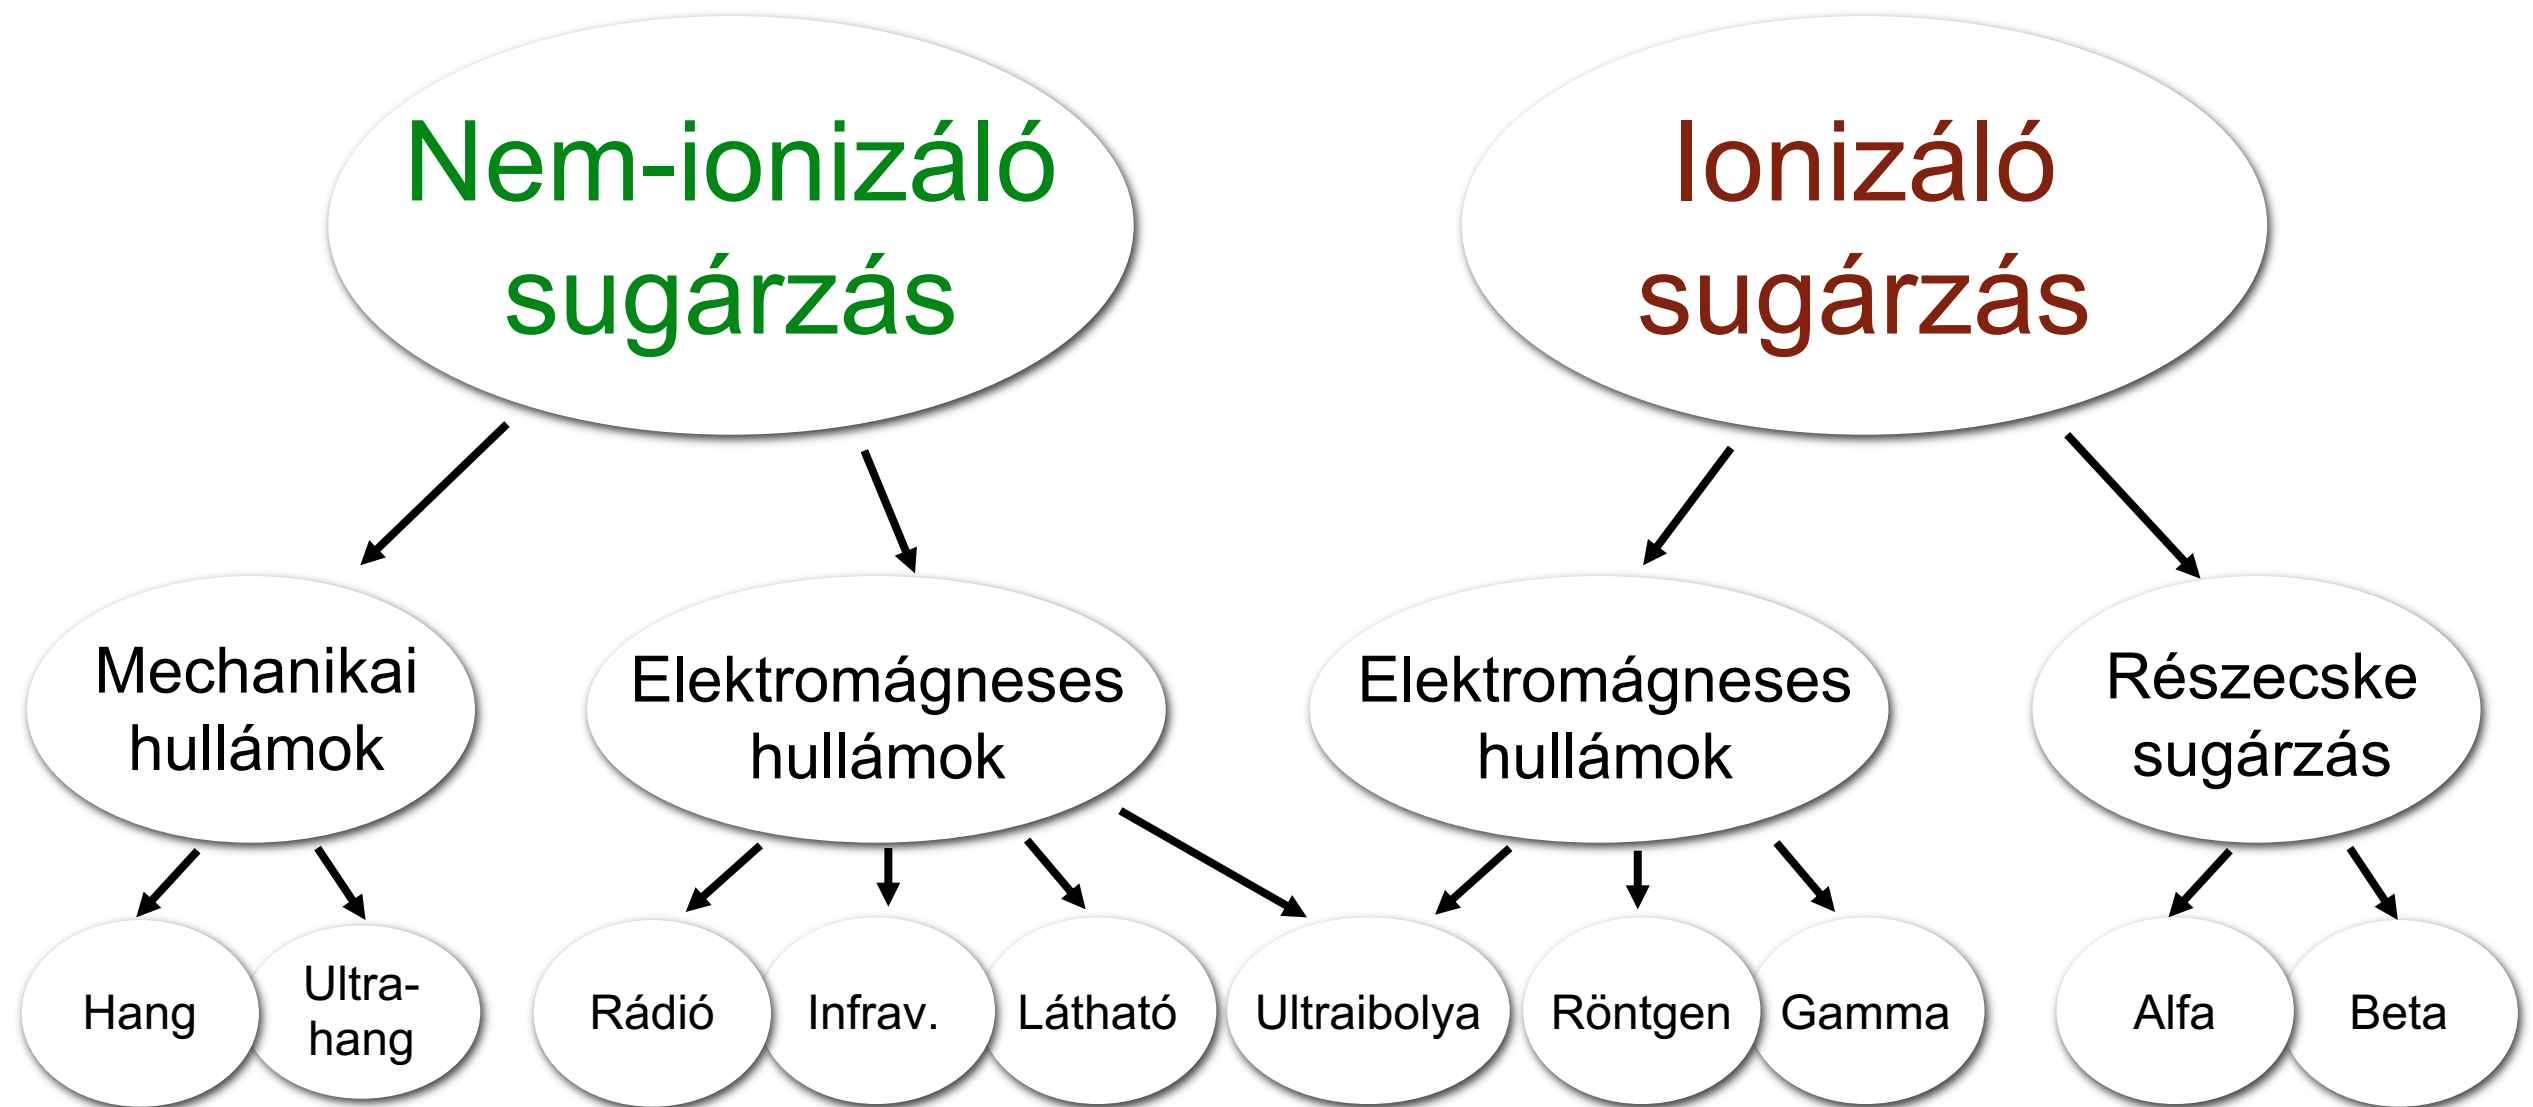 Nem-ionizáló
sugárzás
Ionizáló
sugárzás
Mechanikai
hullámok
Elektromágneses
hullámok
Elektromágneses
hullámok
Részecske
sugárzás
Hang
Ultra-
hang
Rádió
Infrav.
Látható
Ultraibolya
Röntgen
Gamma
Alfa
Beta